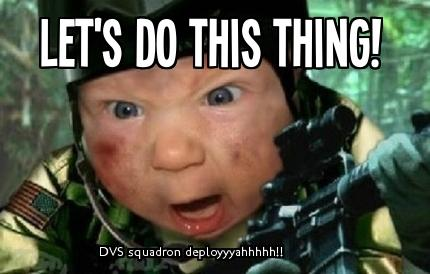 LET'S DO THIS THING!
DVS squadron deployyyahhhhh!!